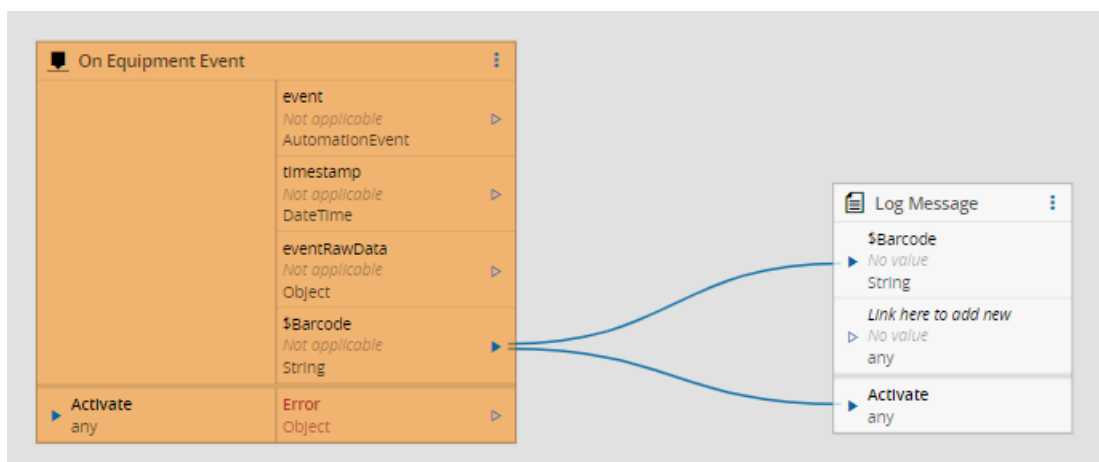 On Equipment Event
event
Not applicable
AutomationEvent
timestamp
Not applicable
DateTime
eventRawData
Not applicable
Object
$Barcode
Not applicable
String
Activate
any
Error
Object
Log Message
$Barcode
No value
String
Link here to add new
No value
any
Activate
any